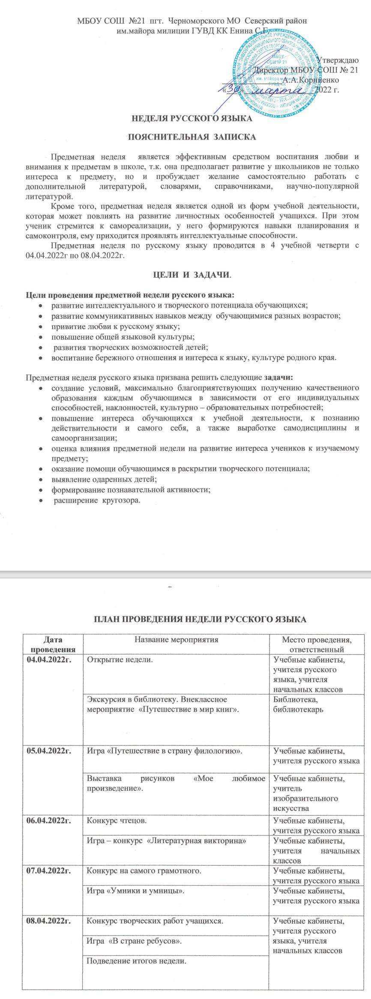 МБОУ СОШ №21 пгт. Черноморского МО Северский район
им.майора милиции ГУВД КК Енина С.Г.
Утверждаю
Директор МБОУ СОШ № 21
А.А.Корниенко
«30» марта 2022 г.
МБОУ
СОШ № 21
пгт. Черноморского
МО Северский район
им. майора милиции
ГУВД КК
НЕДЕЛЯ РУССКОГО ЯЗЫКА
ПОЯСНИТЕЛЬНАЯ ЗАПИСКА
Предметная неделя является эффективным средством воспитания любви и
внимания к предметам в школе, т.к. она предполагает развитие у школьников не только
интереса к предмету, но и пробуждает желание самостоятельно работать с
дополнительной литературой, словарями, справочниками, научно-популярной
литературой.
Кроме того, предметная неделя является одной из форм учебной деятельности,
которая может повлиять на развитие личностных особенностей учащихся. При этом
ученик стремится к самореализации, у него формируются навыки планирования и
самоконтроля, ему приходится проявлять интеллектуальные способности.
Предметная неделя по русскому языку проводится в 4 учебной четверти с
04.04.2022г по 08.04.2022г.
ЦЕЛИ И ЗАДАЧИ.
Цели проведения предметной недели русского языка:
• развитие интеллектуального и творческого потенциала обучающихся;
• развитие коммуникативных навыков между обучающимися разных возрастов;
• привитие любви к русскому языку;
• повышение общей языковой культуры;
• развития творческих возможностей детей;
• воспитание бережного отношения и интереса к языку, культуре родного края.
Предметная неделя русского языка призвана решить следующие задачи:
• создание условий, максимально благоприятствующих получению качественного
образования каждым обучающимся в зависимости от его индивидуальных
способностей, наклонностей, культурно – образовательных потребностей;
• повышение интереса обучающихся к учебной деятельности, к познанию
действительности и самого себя, а также выработке самодисциплины и
самоорганизации;
• оценка влияния предметной недели на развитие интереса учеников к изучаемому
предмету;
• оказание помощи обучающимся в раскрытии творческого потенциала;
• выявление одаренных детей;
• формирование познавательной активности;
• расширение кругозора.
ПЛАН ПРОВЕДЕНИЯ НЕДЕЛИ РУССКОГО ЯЗЫКА
Дата
проведения
Название мероприятия
Место проведения,
ответственный
04.04.2022г.
Открытие недели.
Учебные кабинеты,
учителя русского
языка, учителя
начальных классов
Экскурсия в библиотеку. Внеклассное
мероприятие «Путешествие в мир книг».
Библиотека,
библиотекарь
05.04.2022г.
Игра «Путешествие в страну филологию».
Учебные кабинеты,
учителя русского языка
Выставка рисунков «Мое любимое
произведение».
Учебные кабинеты,
учитель
изобразительного
искусства
06.04.2022г.
Конкурс чтецов.
Учебные кабинеты,
учителя русского языка
Игра – конкурс «Литературная викторина»
Учебные кабинеты,
учителя начальных
классов
07.04.2022г.
Конкурс на самого грамотного.
Учебные кабинеты,
учителя русского языка
Игра «Умники и умницы».
Учебные кабинеты,
учителя русского языка
08.04.2022г.
Конкурс творческих работ учащихся.
Учебные кабинеты,
учителя русского
языка, учителя
начальных классов
Игра «В стране ребусов».
Подведение итогов недели.